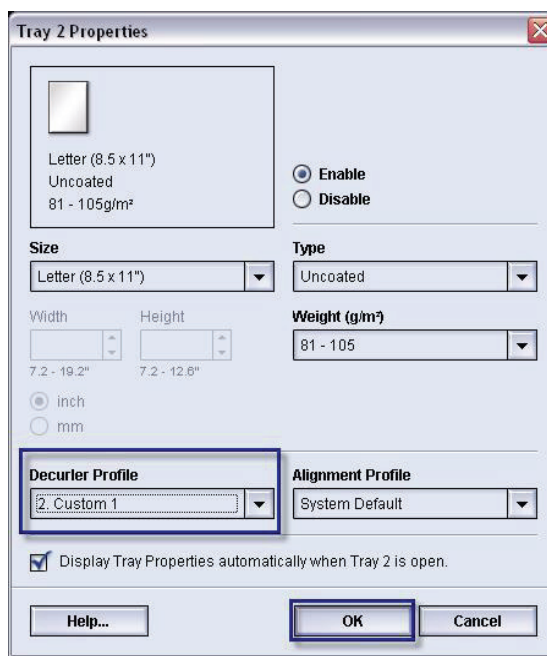 Tray 2 Properties
Letter (8.5 x 11")
Uncoated
81 - 105g/m²
Enable
Disable
Size
Type
Letter (8.5 x 11")
Uncoated
Width
Height
Weight (g/m²)
81 - 105
7.2 - 19.2"
7.2 - 12.6"
inch
mm
Decurler Profile
Alignment Profile
2. Custom 1
System Default
Display Tray Properties automatically when Tray 2 is open.
Help...
OK
Cancel